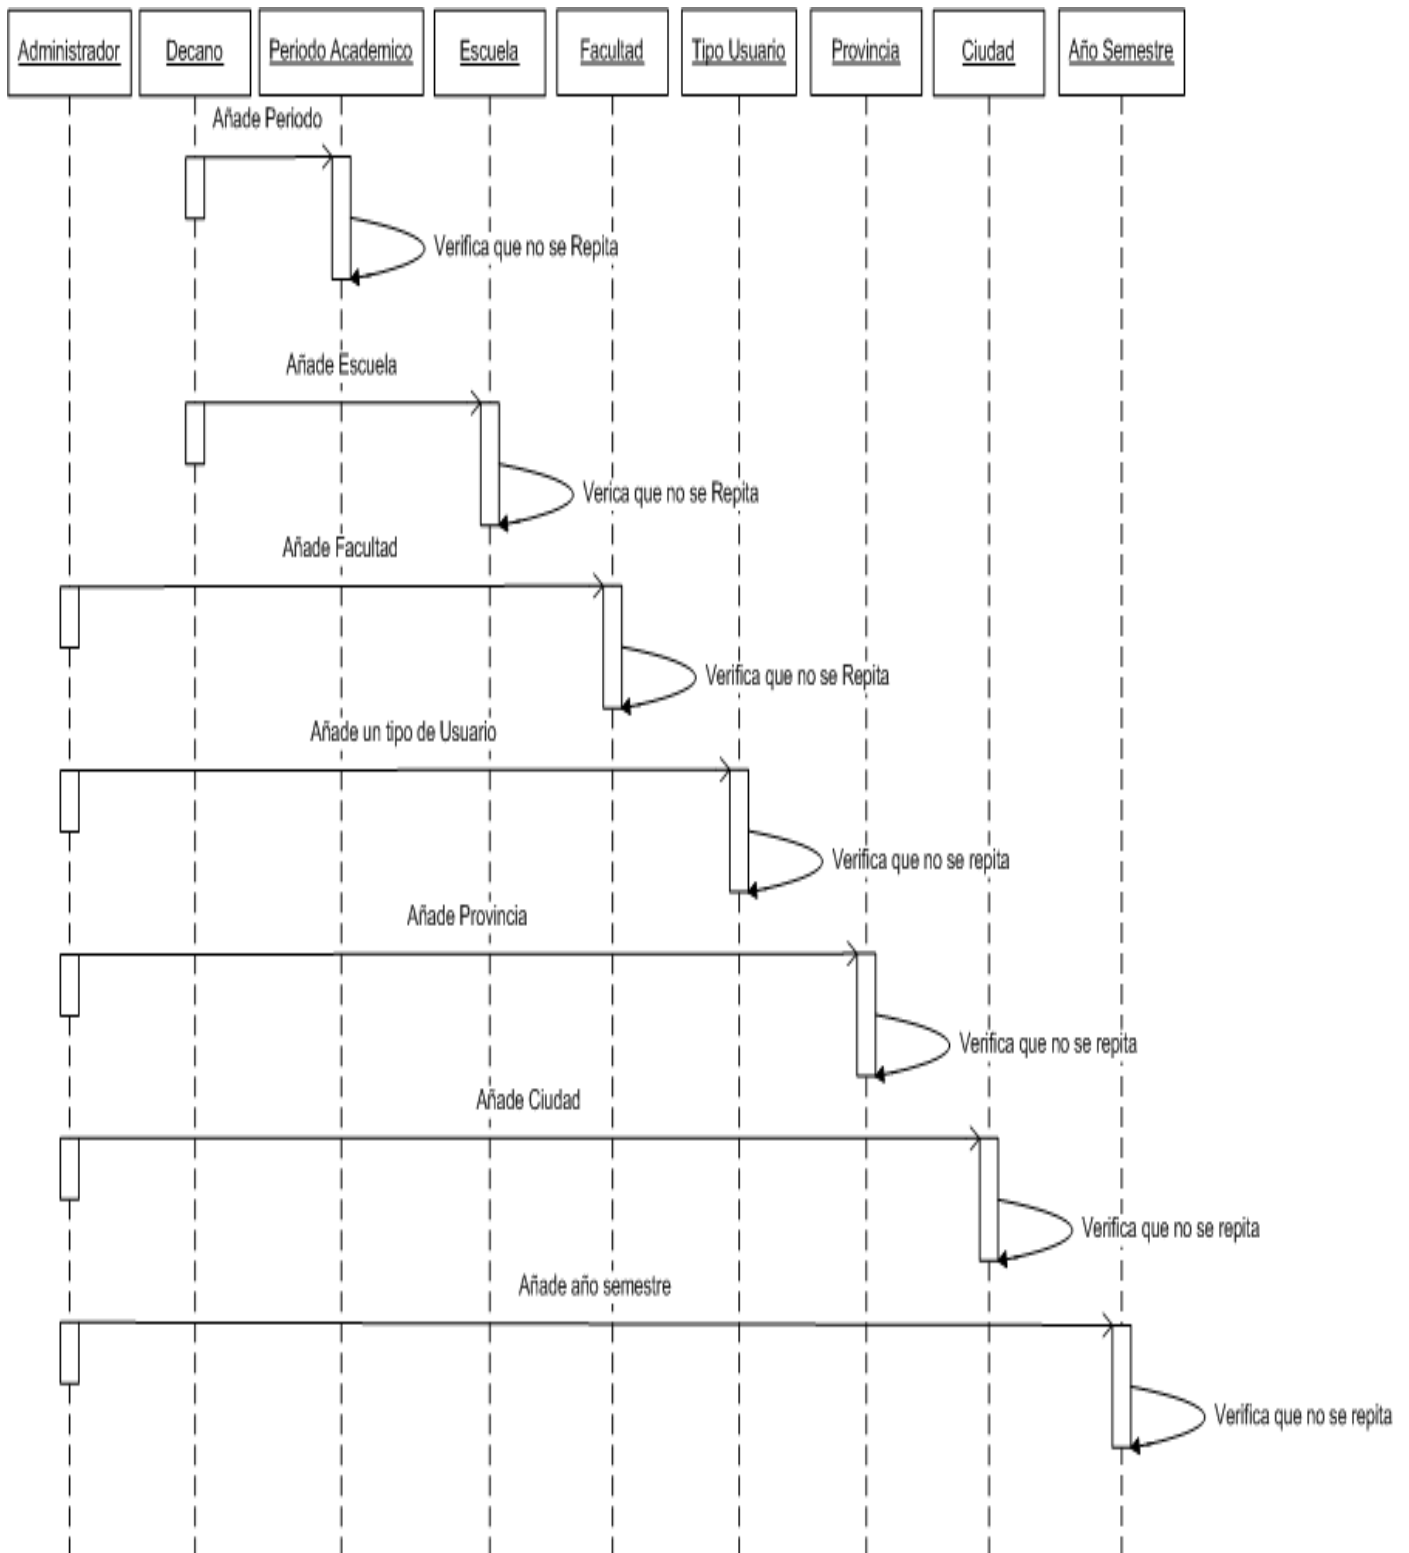 Administrador
Decano
Periodo Academico
Escuela
Facultad
Tipo Usuario
Provincia
Ciudad
Año Semestre
Añade Periodo
Verifica que no se Repita
Añade Escuela
Verica que no se Repita
Añade Facultad
Verifica que no se Repita
Añade un tipo de Usuario
Verifica que no se repita
Añade Provincia
Verifica que no se repita
Añade Ciudad
Verifica que no se repita
Añade año semestre
Verifica que no se repita